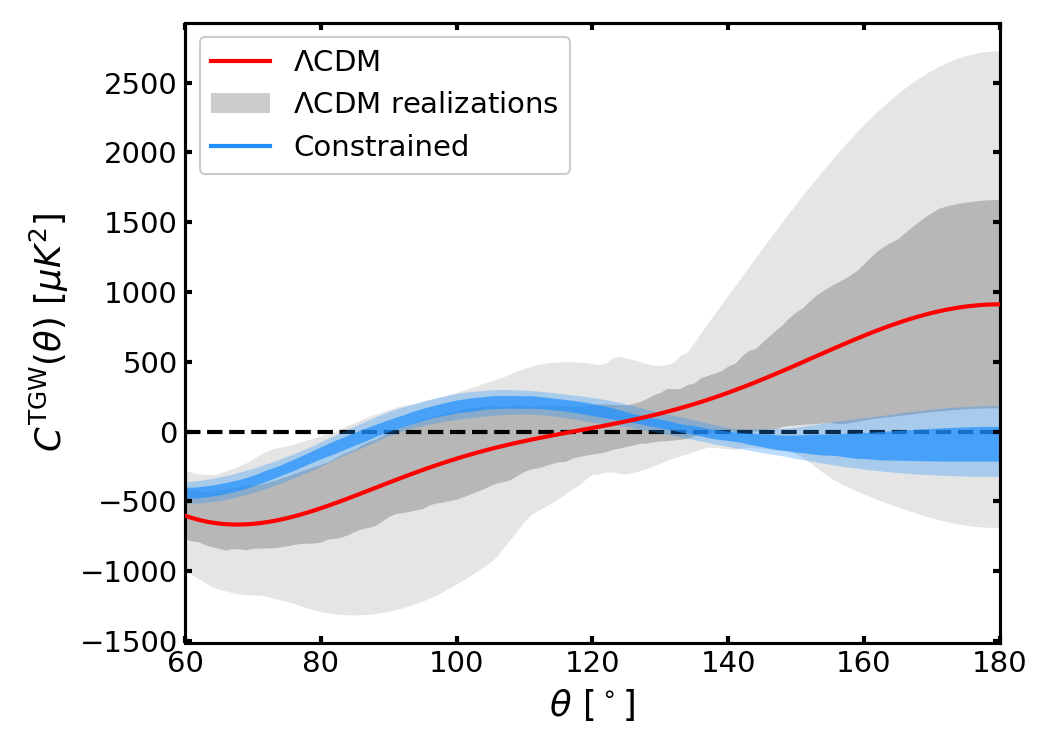 ΛCDM
ΛCDM realizations
Constrained
C^TGW(θ) [μK²]
2500
2000
1500
1000
500
0
−500
−1000
−1500
60 80 100 120 140 160 180
θ [°]